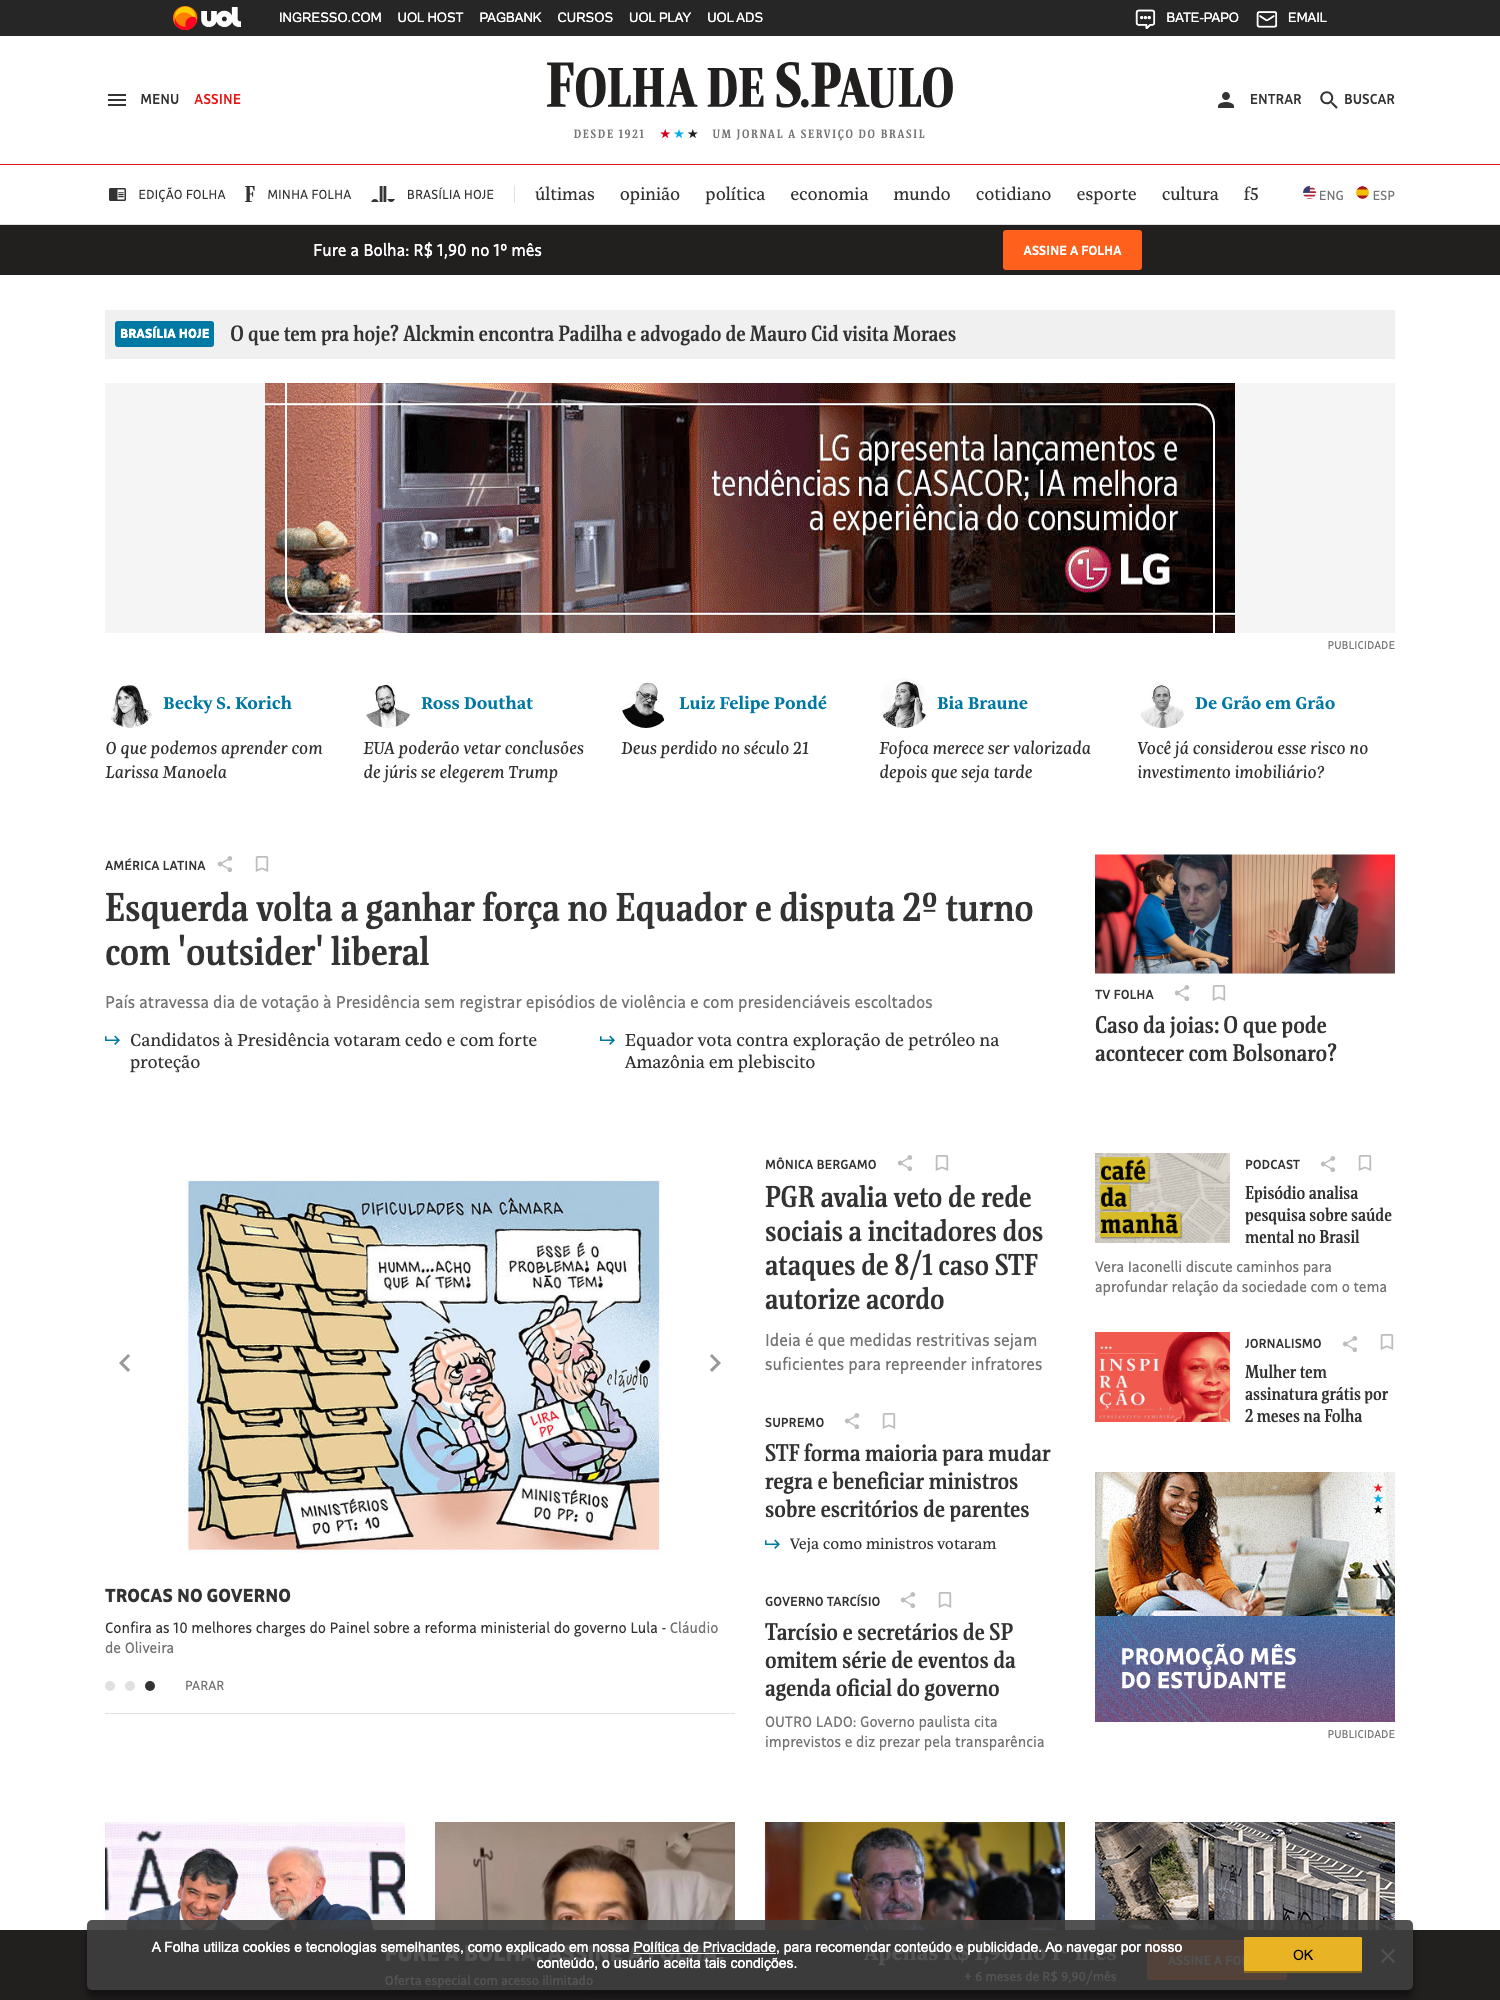 uol INGRESSO.COM UOL HOST PAGBANK CURSOS UOL PLAY UOL ADS BATE-PAPO EMAIL
MENU ASSINE FOLHA DE S.PAULO ENTRAR BUSCAR
DESDE 1921 ★★★ UM JORNAL A SERVIÇO DO BRASIL
EDIÇÃO FOLHA F MINHA FOLHA BRASÍLIA HOJE últimas opinião política economia mundo cotidiano esporte cultura f5 ENG ESP
Fure a Bolha: R$ 1,90 no 1º mês ASSINE A FOLHA
BRASÍLIA HOJE O que tem pra hoje? Alckmin encontra Padilha e advogado de Mauro Cid visita Moraes
LG apresenta lançamentos e
tendências na CASACOR; IA melhora
a experiência do consumidor
LG
PUBLICIDADE
Becky S. Korich
O que podemos aprender com
Larissa Manoela
Ross Douthat
EUA poderão vetar conclusões
de júris se elegerem Trump
Luiz Felipe Pondé
Deus perdido no século 21
Bia Braune
Fofoca merece ser valorizada
depois que seja tarde
De Grão em Grão
Você já considerou esse risco no
investimento imobiliário?
AMÉRICA LATINA
Esquerda volta a ganhar força no Equador e disputa 2º turno
com 'outsider' liberal
País atravessa dia de votação à Presidência sem registrar episódios de violência e com presidenciáveis escoltados
Candidatos à Presidência votaram cedo e com forte
proteção
Equador vota contra exploração de petróleo na
Amazônia em plebiscito
TV FOLHA
Caso da joias: O que pode
acontecer com Bolsonaro?
DIFICULDADES NA CÂMARA
HUMM...ACHO
QUE AÍ TEM!
ESSE É O
PROBLEMA! AQUI
NÃO TEM!
cláudio
LIRA
PP
MINISTÉRIOS
DO PT: 10
MINISTÉRIOS
DO PP: 0
TROCAS NO GOVERNO
Confira as 10 melhores charges do Painel sobre a reforma ministerial do governo Lula - Cláudio
de Oliveira
PARAR
MÔNICA BERGAMO
PGR avalia veto de rede
sociais a incitadores dos
ataques de 8/1 caso STF
autorize acordo
Ideia é que medidas restritivas sejam
suficientes para repreender infratores
SUPREMO
STF forma maioria para mudar
regra e beneficiar ministros
sobre escritórios de parentes
Veja como ministros votaram
GOVERNO TARCÍSIO
Tarcísio e secretários de SP
omitem série de eventos da
agenda oficial do governo
OUTRO LADO: Governo paulista cita
imprevistos e diz prezar pela transparência
café
da
manhã
PODCAST
Episódio analisa
pesquisa sobre saúde
mental no Brasil
Vera Iaconelli discute caminhos para
aprofundar relação da sociedade com o tema
INSPI
RA
ÇÃO
JORNALISMO
Mulher tem
assinatura grátis por
2 meses na Folha
PROMOÇÃO MÊS
DO ESTUDANTE
PUBLICIDADE
A Folha utiliza cookies e tecnologias semelhantes, como explicado em nossa Política de Privacidade, para recomendar conteúdo e publicidade. Ao navegar por nosso
conteúdo, o usuário aceita tais condições.
OK
Apenas R$ 1,90 no 1º mês
Oferta especial com acesso ilimitado
+ 6 meses de R$ 9,90/mês
ASSINE A FO